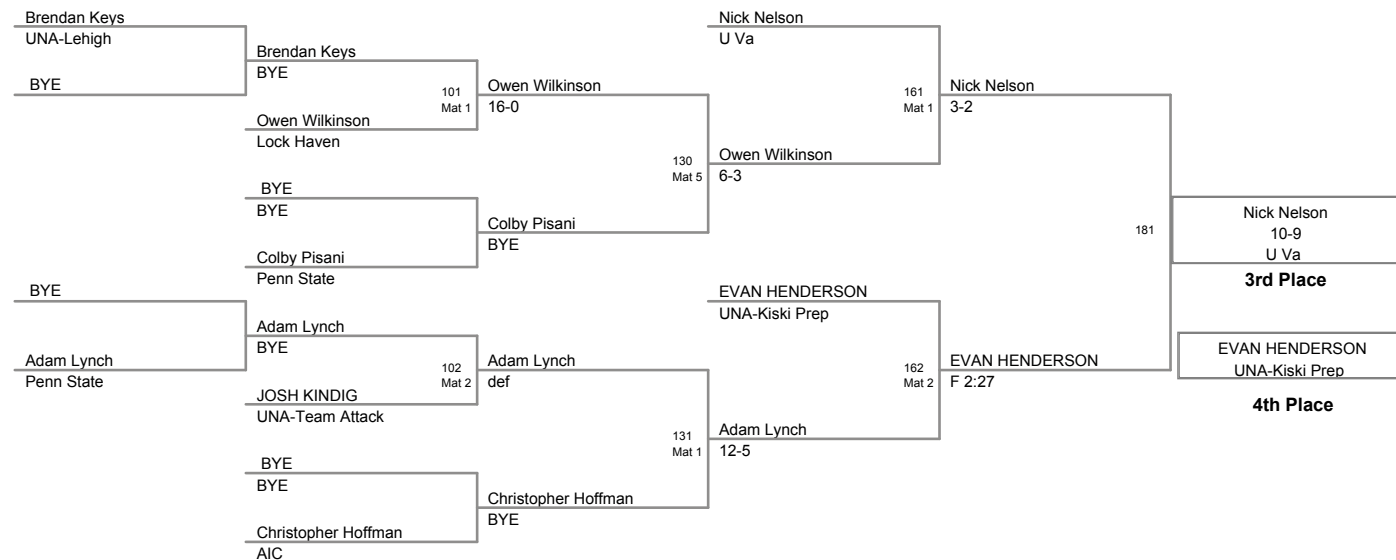 Brendan Keys
UNA-Lehigh
BYE
Brendan Keys
BYE
Owen Wilkinson
Lock Haven
101
Mat 1
Owen Wilkinson
16-0
BYE
BYE
Colby Pisani
Penn State
Colby Pisani
BYE
130
Mat 5
Owen Wilkinson
6-3
Nick Nelson
U Va
161
Mat 1
Nick Nelson
3-2
BYE
Adam Lynch
Penn State
Adam Lynch
BYE
JOSH KINDIG
UNA-Team Attack
102
Mat 2
Adam Lynch
def
BYE
BYE
Christopher Hoffman
AIC
Christopher Hoffman
BYE
131
Mat 1
Adam Lynch
12-5
EVAN HENDERSON
UNA-Kiski Prep
162
Mat 2
EVAN HENDERSON
F 2:27
181
Nick Nelson
10-9
U Va
3rd Place
EVAN HENDERSON
UNA-Kiski Prep
4th Place